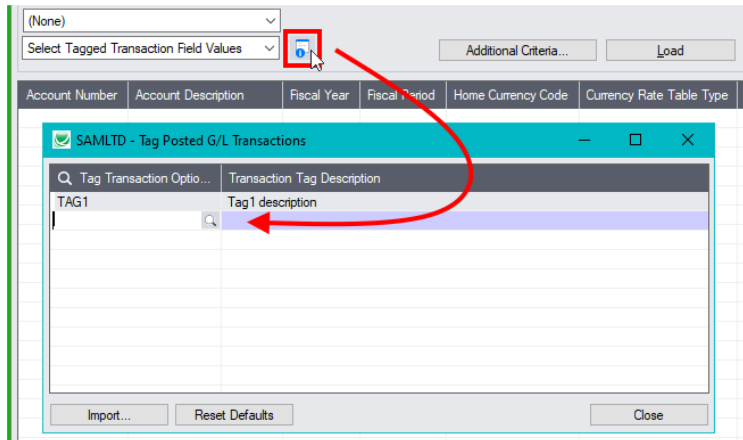 (None)
Select Tagged Transaction Field Values
Additional Criteria...
Load
Account Number Account Description Fiscal Year Fiscal Period Home Currency Code Currency Rate Table Type
SAMLTD - Tag Posted G/L Transactions
Tag Transaction Optio... Transaction Tag Description
TAG1 Tag1 description
Import... Reset Defaults Close